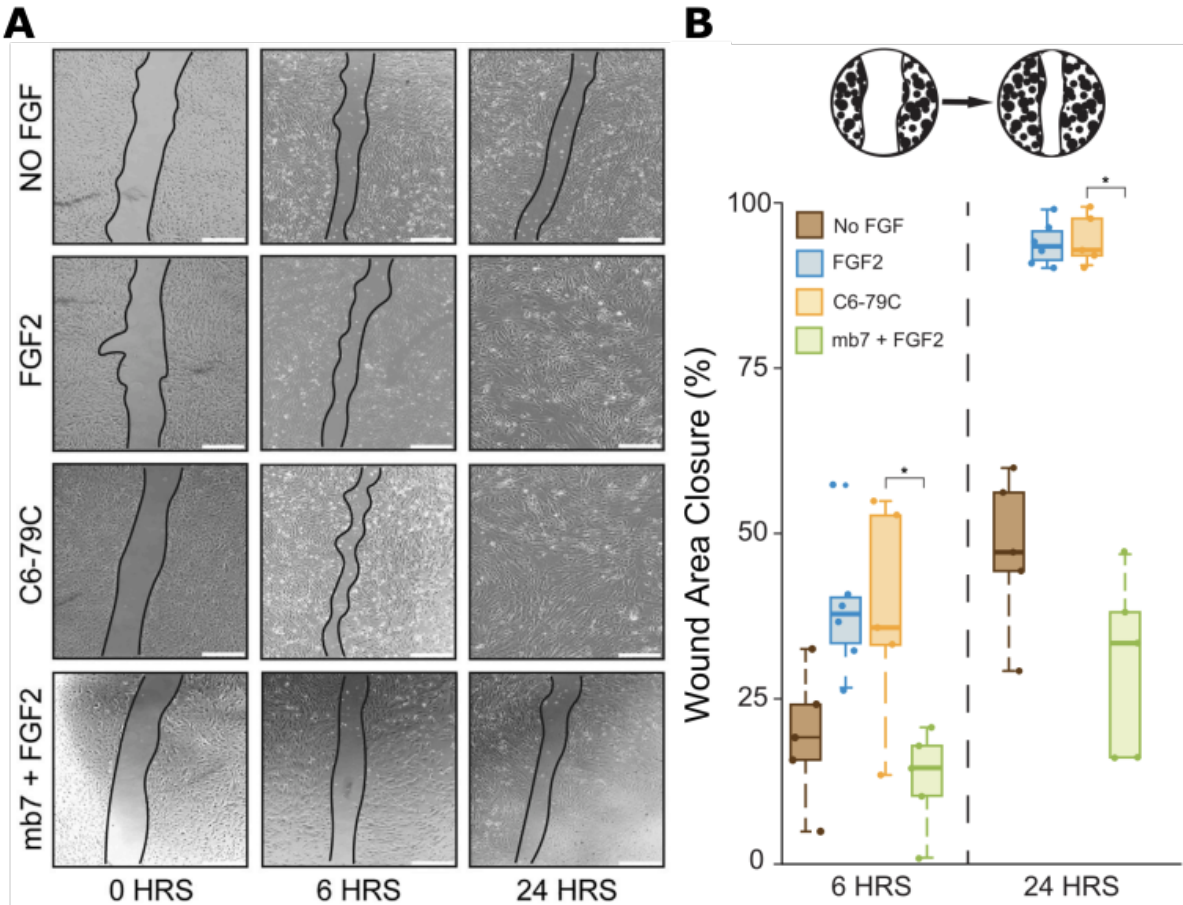 A
NO FGF
FGF2
C6-79C
mb7 + FGF2
0 HRS
6 HRS
24 HRS
B
Wound Area Closure (%)
100
75
50
25
0
No FGF
FGF2
C6-79C
mb7 + FGF2
*
*
6 HRS
24 HRS